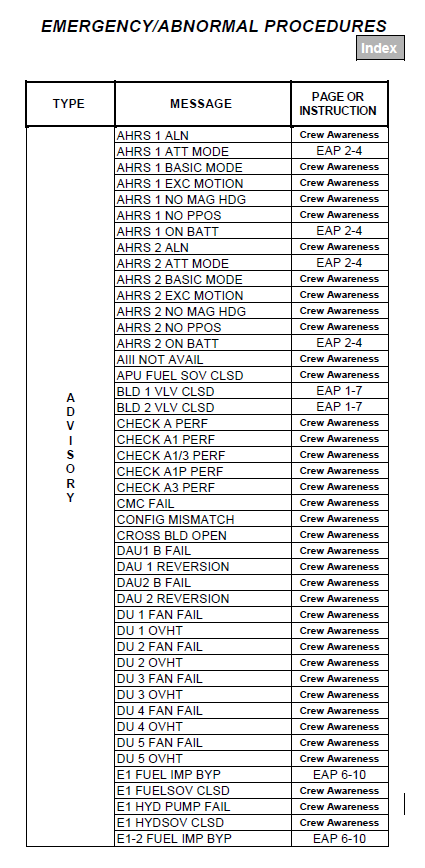 EMERGENCY/ABNORMAL PROCEDURES
Index
TYPE MESSAGE PAGE OR INSTRUCTION
ADVISORY
AHRS 1 ALN Crew Awareness
AHRS 1 ATT MODE EAP 2-4
AHRS 1 BASIC MODE Crew Awareness
AHRS 1 EXC MOTION Crew Awareness
AHRS 1 NO MAG HDG Crew Awareness
AHRS 1 NO PPOS Crew Awareness
AHRS 1 ON BATT EAP 2-4
AHRS 2 ALN Crew Awareness
AHRS 2 ATT MODE EAP 2-4
AHRS 2 BASIC MODE Crew Awareness
AHRS 2 EXC MOTION Crew Awareness
AHRS 2 NO MAG HDG Crew Awareness
AHRS 2 NO PPOS Crew Awareness
AHRS 2 ON BATT EAP 2-4
AIII NOT AVAIL Crew Awareness
APU FUEL SOV CLSD Crew Awareness
BLD 1 VLV CLSD EAP 1-7
BLD 2 VLV CLSD EAP 1-7
CHECK A PERF Crew Awareness
CHECK A1 PERF Crew Awareness
CHECK A1/3 PERF Crew Awareness
CHECK A1P PERF Crew Awareness
CHECK A3 PERF Crew Awareness
CMC FAIL Crew Awareness
CONFIG MISMATCH Crew Awareness
CROSS BLD OPEN Crew Awareness
DAU1 B FAIL Crew Awareness
DAU 1 REVERSION Crew Awareness
DAU2 B FAIL Crew Awareness
DAU 2 REVERSION Crew Awareness
DU 1 FAN FAIL Crew Awareness
DU 1 OVHT Crew Awareness
DU 2 FAN FAIL Crew Awareness
DU 2 OVHT Crew Awareness
DU 3 FAN FAIL Crew Awareness
DU 3 OVHT Crew Awareness
DU 4 FAN FAIL Crew Awareness
DU 4 OVHT Crew Awareness
DU 5 FAN FAIL Crew Awareness
DU 5 OVHT Crew Awareness
E1 FUEL IMP BYP EAP 6-10
E1 FUELSOV CLSD Crew Awareness
E1 HYD PUMP FAIL Crew Awareness
E1 HYDSOV CLSD Crew Awareness
E1-2 FUEL IMP BYP EAP 6-10